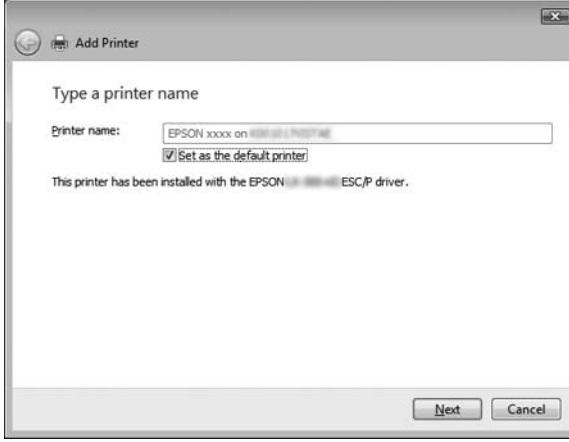 Add Printer
Type a printer name
Printer name:
EPSON xxxx on
Set as the default printer
This printer has been installed with the EPSON ESC/P driver.
Next
Cancel